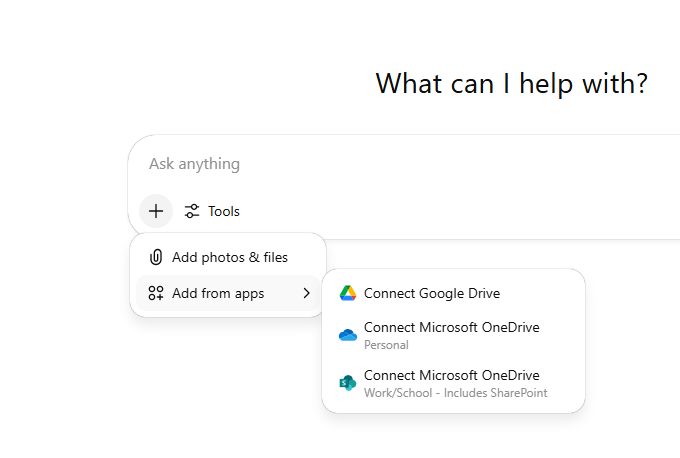 What can I help with?
Ask anything
Tools
Add photos & files
Add from apps
Connect Google Drive
Connect Microsoft OneDrive
Personal
Connect Microsoft OneDrive
Work/School - Includes SharePoint